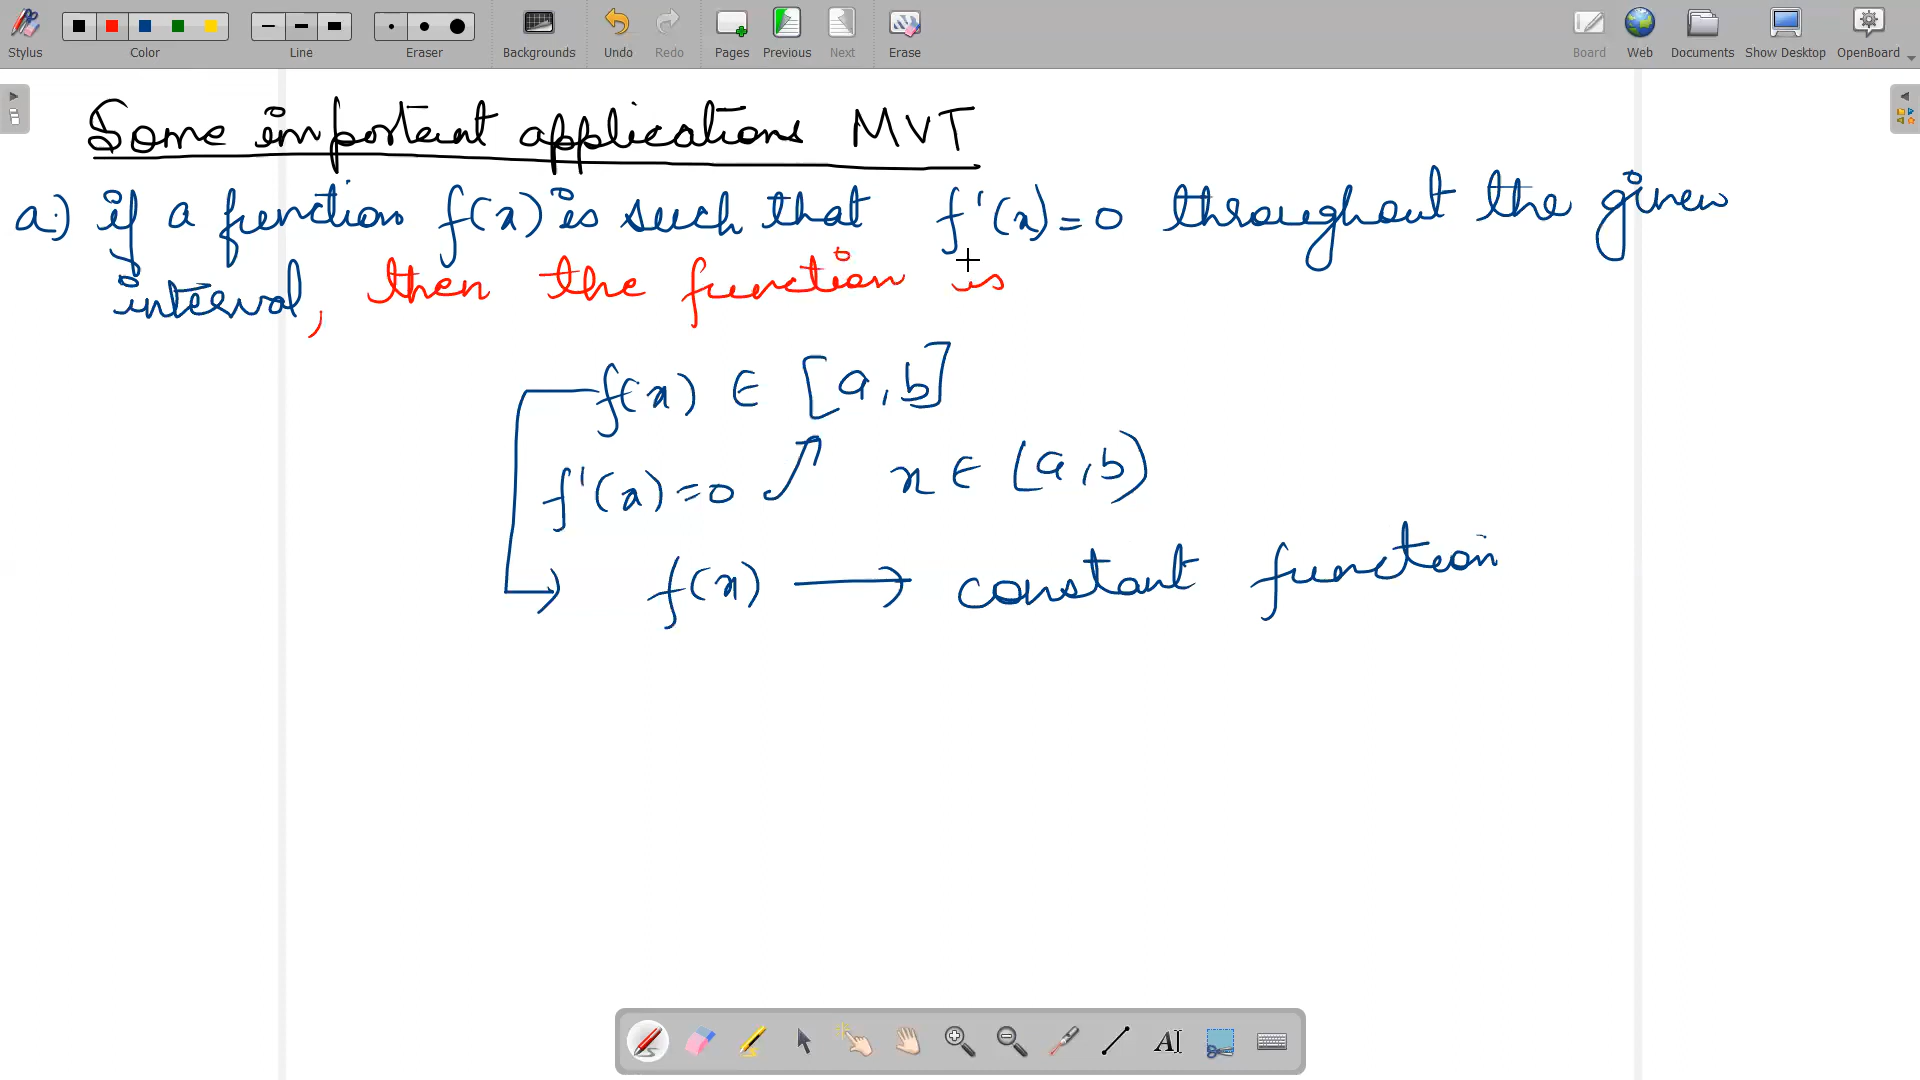 Stylus Color Line Eraser Backgrounds Undo Redo Pages Previous Next Erase Board Web Documents Show Desktop OpenBoard
Some important applications MVT
a.) if a function f(x) is such that f'(x)=0 throughout the given
interval, then the function is
f(x) ∈ [a,b]
f'(x)=0 x ∈ (a,b)
f(x) → constant function